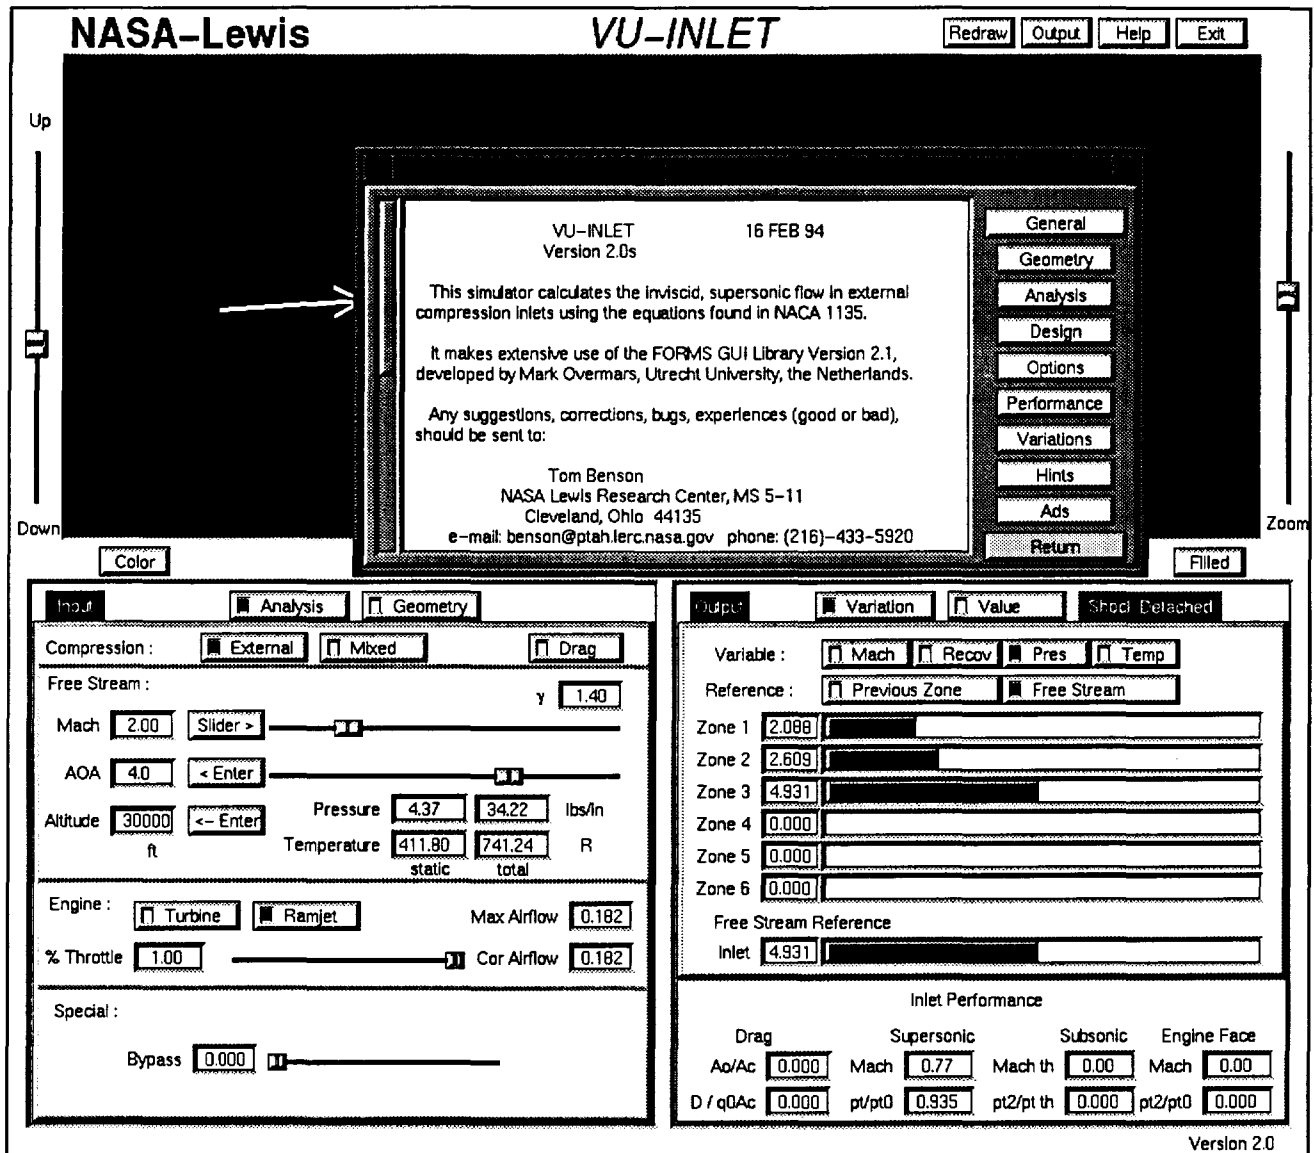 NASA-Lewis VU-INLET Redraw Output Help Exit
Up
VU-INLET 16 FEB 94
Version 2.0s
This simulator calculates the inviscid, supersonic flow in external
compression inlets using the equations found in NACA 1135.
It makes extensive use of the FORMS GUI Library Version 2.1,
developed by Mark Overmars, Utrecht University, the Netherlands.
Any suggestions, corrections, bugs, experiences (good or bad),
should be sent to:
Tom Benson
NASA Lewis Research Center, MS 5-11
Cleveland, Ohio 44135
e-mail: benson@ptah.lerc.nasa.gov phone: (216)-433-5920
General
Geometry
Analysis
Design
Options
Performance
Variations
Hints
Ads
Return
Down
Zoom
Color
Filled
Input Analysis Geometry
Compression : External Mixed Drag
Free Stream :
γ 1.40
Mach 2.00 Slider >
AOA 4.0 < Enter
Altitude 30000 <- Enter
ft
Pressure 4.37 34.22 lbs/in
Temperature 411.80 741.24 R
static total
Engine : Turbine Ramjet Max Airflow 0.182
% Throttle 1.00 Cor Airflow 0.182
Special :
Bypass 0.000
Output Variation Value Shock Detached
Variable : Mach Recov Pres Temp
Reference : Previous Zone Free Stream
Zone 1 2.088
Zone 2 2.609
Zone 3 4.931
Zone 4 0.000
Zone 5 0.000
Zone 6 0.000
Free Stream Reference
Inlet 4.931
Inlet Performance
Drag Supersonic Subsonic Engine Face
Ao/Ac 0.000 Mach 0.77 Mach th 0.00 Mach 0.00
D / q0Ac 0.000 pt/pt0 0.935 pt2/pt th 0.000 pt2/pt0 0.000
Version 2.0